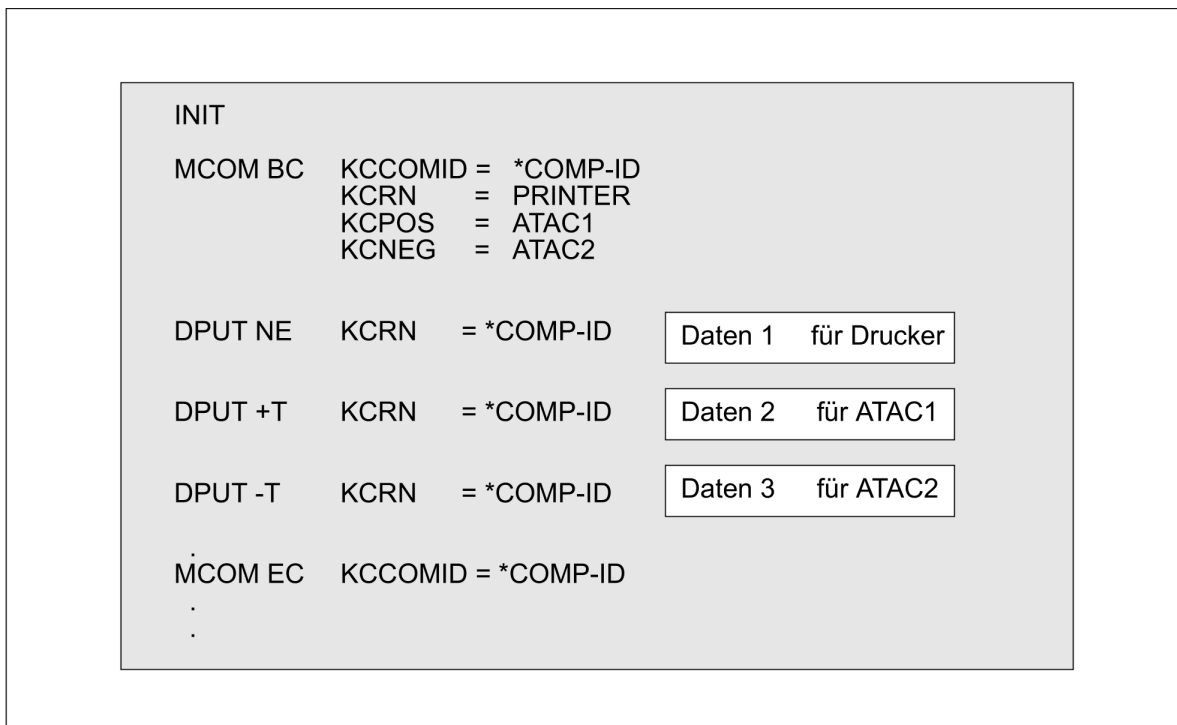 INIT
MCOM BC KCCOMID = *COMP-ID
KCRN = PRINTER
KCPOS = ATAC1
KCNEG = ATAC2
DPUT NE KCRN = *COMP-ID Daten 1 für Drucker
DPUT +T KCRN = *COMP-ID Daten 2 für ATAC1
DPUT -T KCRN = *COMP-ID Daten 3 für ATAC2
.
MCOM EC KCCOMID = *COMP-ID
.
.